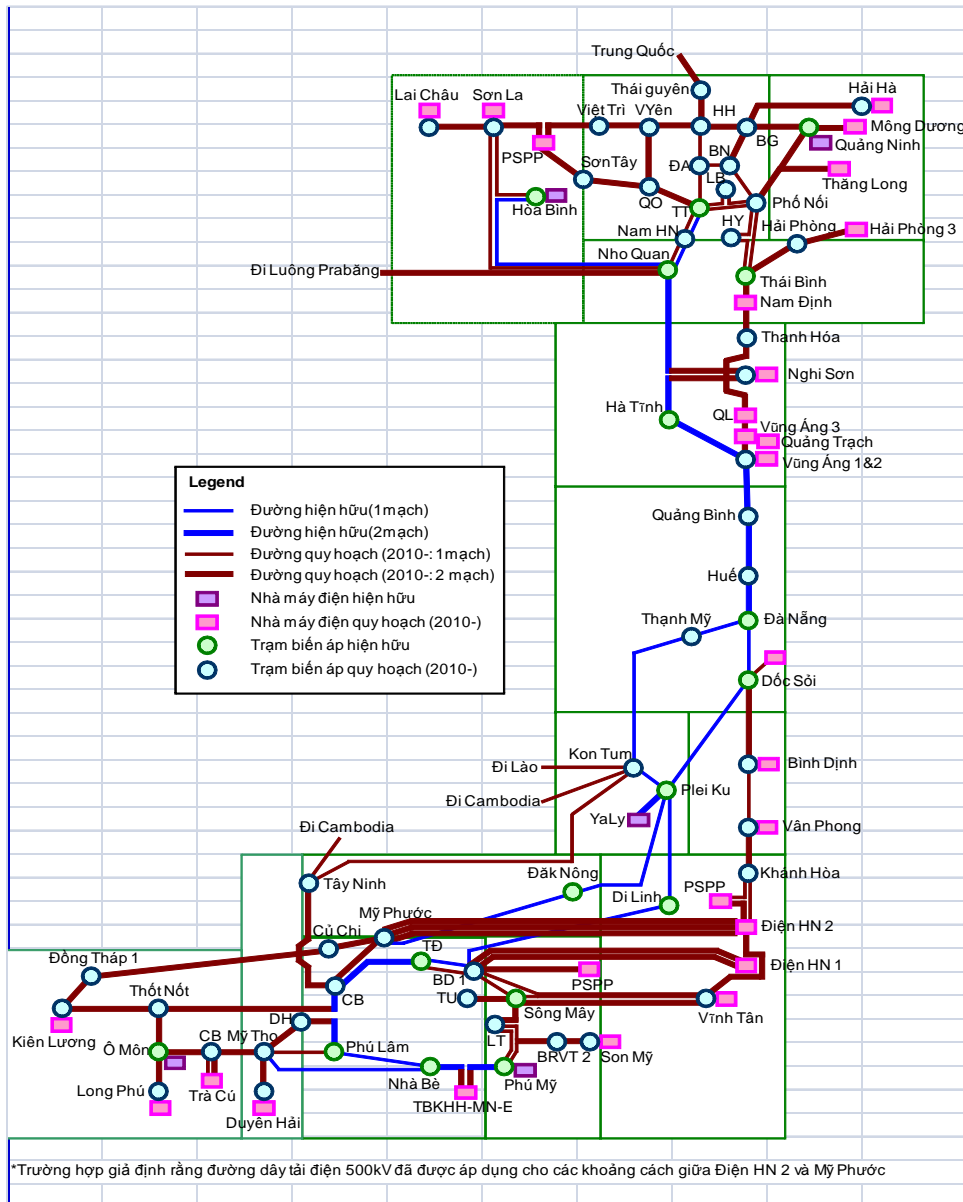 Trung Quốc
Thái guyên
Hải Hà
Lai Châu
Sơn La
Việt Trì
VYên
HH
BG
Mông Dương
Quảng Ninh
PSPP
SơnTây
ĐA
BN
LB
Thăng Long
QO
TT
Phố Nối
Hòa Bình
Nam HN
HY
Hải Phòng
Hải Phòng 3
Nho Quan
Đi Luông Prabăng
Thái Bình
Nam Định
Thanh Hóa
Nghi Sơn
Hà Tĩnh
QL
Vũng Áng 3
Quảng Trạch
Vũng Áng 1&2
Legend
Đường hiện hữu(1mạch)
Đường hiện hữu(2mạch)
Đường quy hoạch (2010-: 1mạch)
Đường quy hoạch (2010-: 2 mạch)
Nhà máy điện hiện hữu
Nhà máy điện quy hoạch (2010-)
Trạm biến áp hiện hữu
Trạm biến áp quy hoạch (2010-)
Quảng Bình
Huế
Thạnh Mỹ
Đà Nẵng
Dốc Sỏi
Kon Tum
Đi Lào
Bình Dịnh
Plei Ku
Đi Cambodia
YaLy
Vân Phong
Đi Cambodia
Tây Ninh
Đăk Nông
Di Linh
Khánh Hòa
PSPP
Mỹ Phước
Củ Chi
TĐ
Điện HN 2
Đồng Tháp 1
BD 1
Điện HN 1
PSPP
Thốt Nốt
CB
TU
Sông Mây
Vĩnh Tân
Kiên Lương
DH
Ô Môn
CB
Mỹ Tho
Phú Lâm
LT
BRVT 2
Son Mỹ
Nhà Bè
Phú Mỹ
Long Phú
Trà Cú
Duyên Hải
TBKHH-MN-E
*Trường hợp giả định rằng đường dây tải điện 500kV đã được áp dụng cho các khoảng cách giữa Điện HN 2 và Mỹ Phước